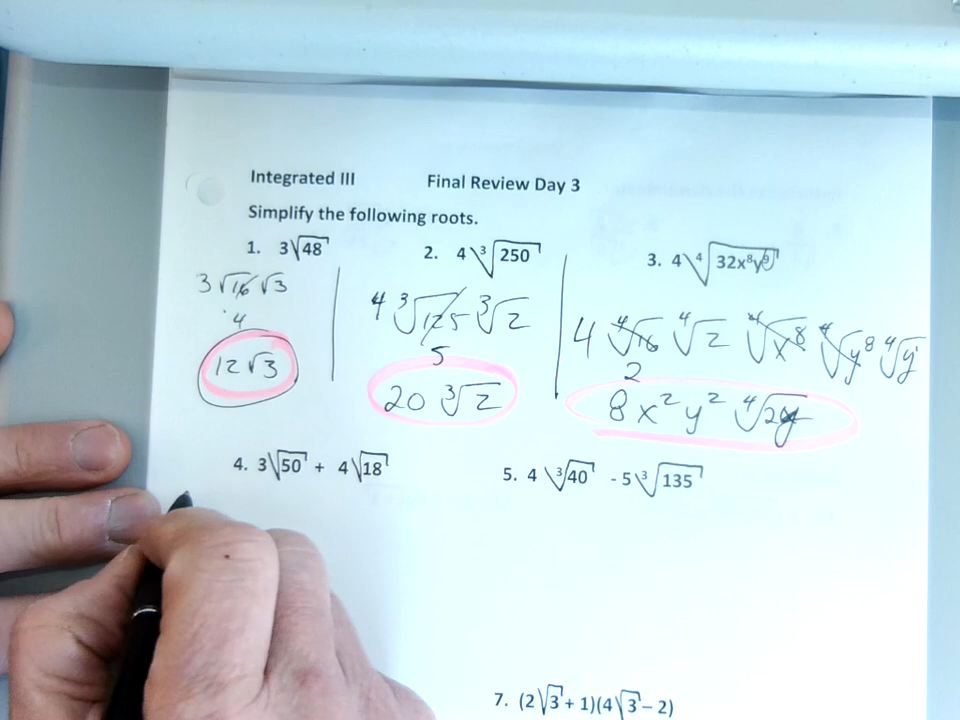 Integrated III Final Review Day 3
Simplify the following roots.
1. 3√48
3√16 √3
4
12√3
2. 4∛250
4 ∛125 ∛2
5
20 ∛2
3. 4∜32x⁸y⁹
4 ∜16 ∜2 ∜x⁸ ∜y⁸ ∜y¹
2
8x²y² ∜2y
4. 3√50 + 4√18
5. 4 ∛40 - 5∛135
7. (2√3 + 1)(4√3 – 2)